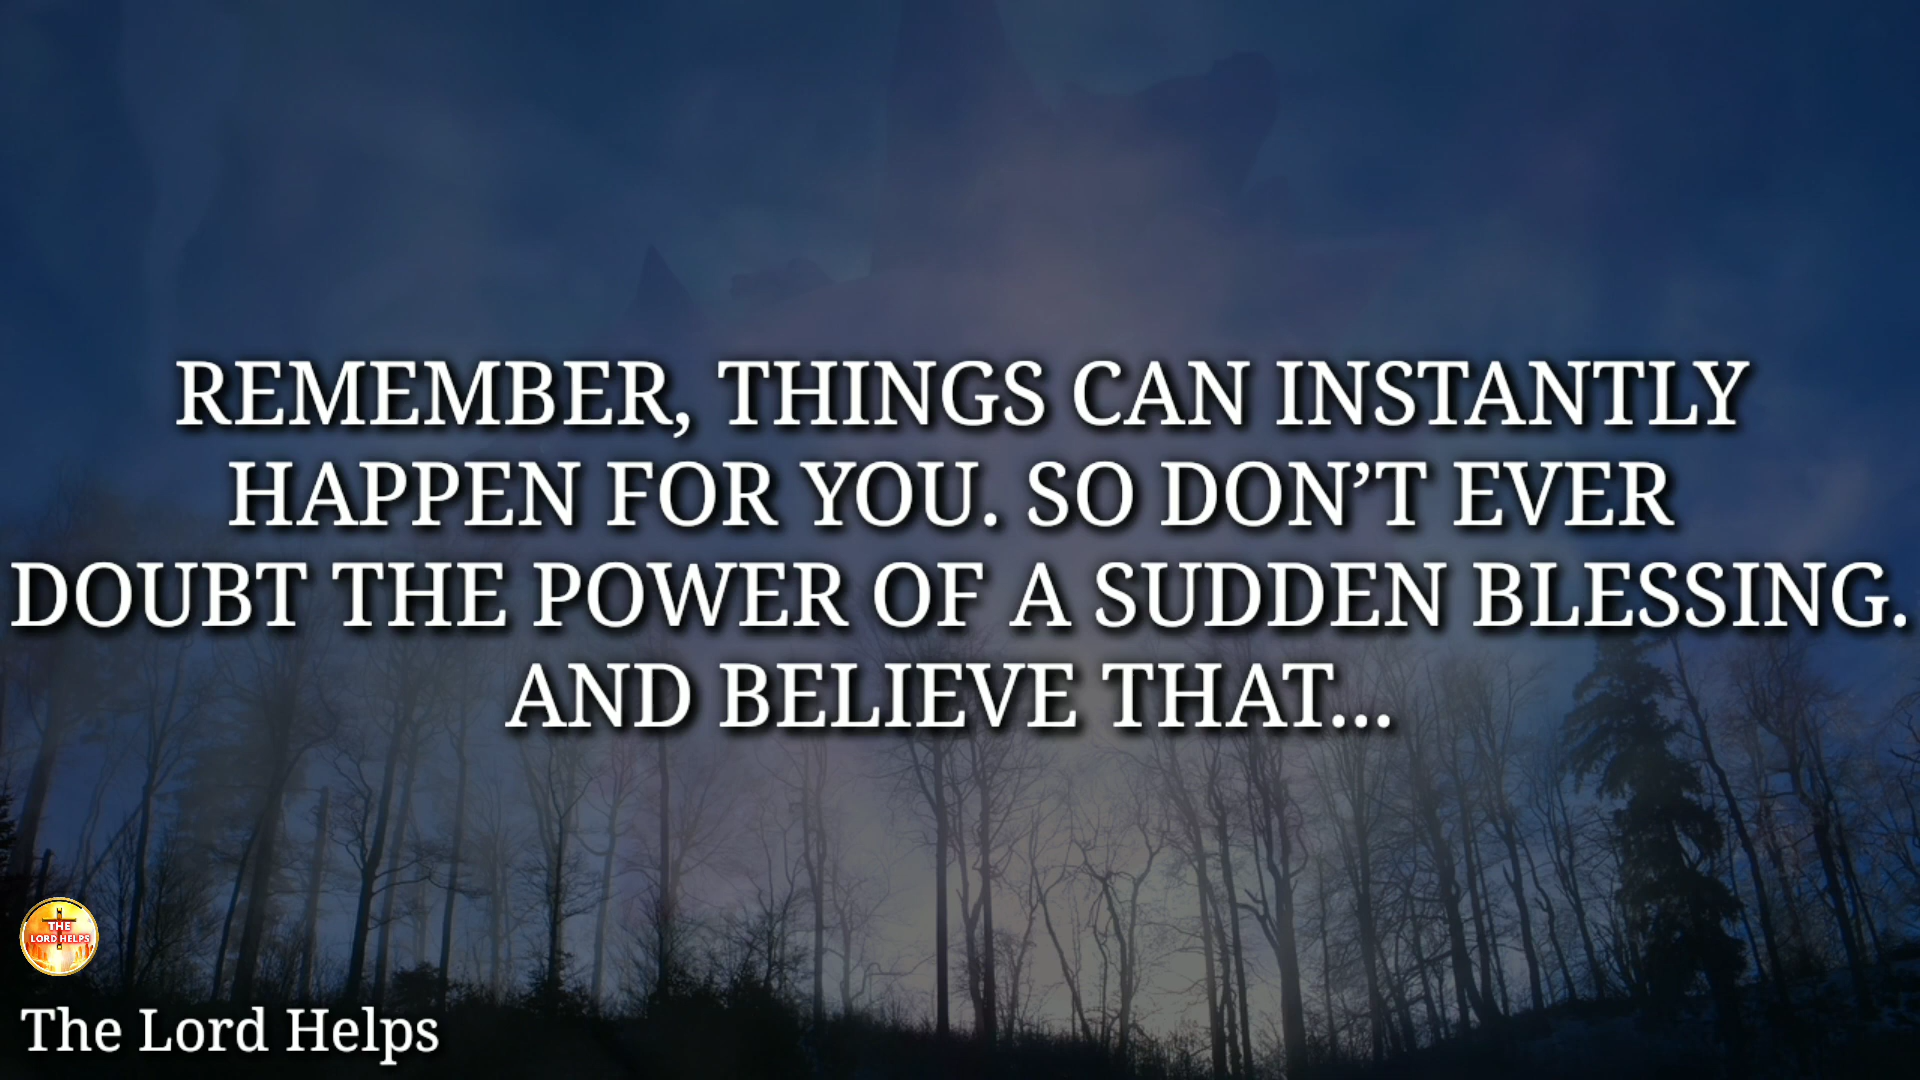 REMEMBER, THINGS CAN INSTANTLY
HAPPEN FOR YOU. SO DON’T EVER
DOUBT THE POWER OF A SUDDEN BLESSING.
AND BELIEVE THAT...
THE
LORD HELPS
The Lord Helps